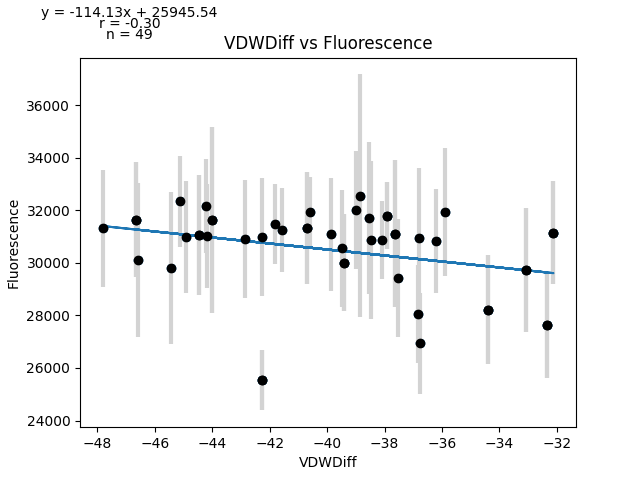 y = -114.13x + 25945.54
r = -0.30
n = 49
VDWDiff vs Fluorescence
36000
34000
32000
30000
28000
26000
24000
Fluorescence
−48 −46 −44 −42 −40 −38 −36 −34 −32
VDWDiff